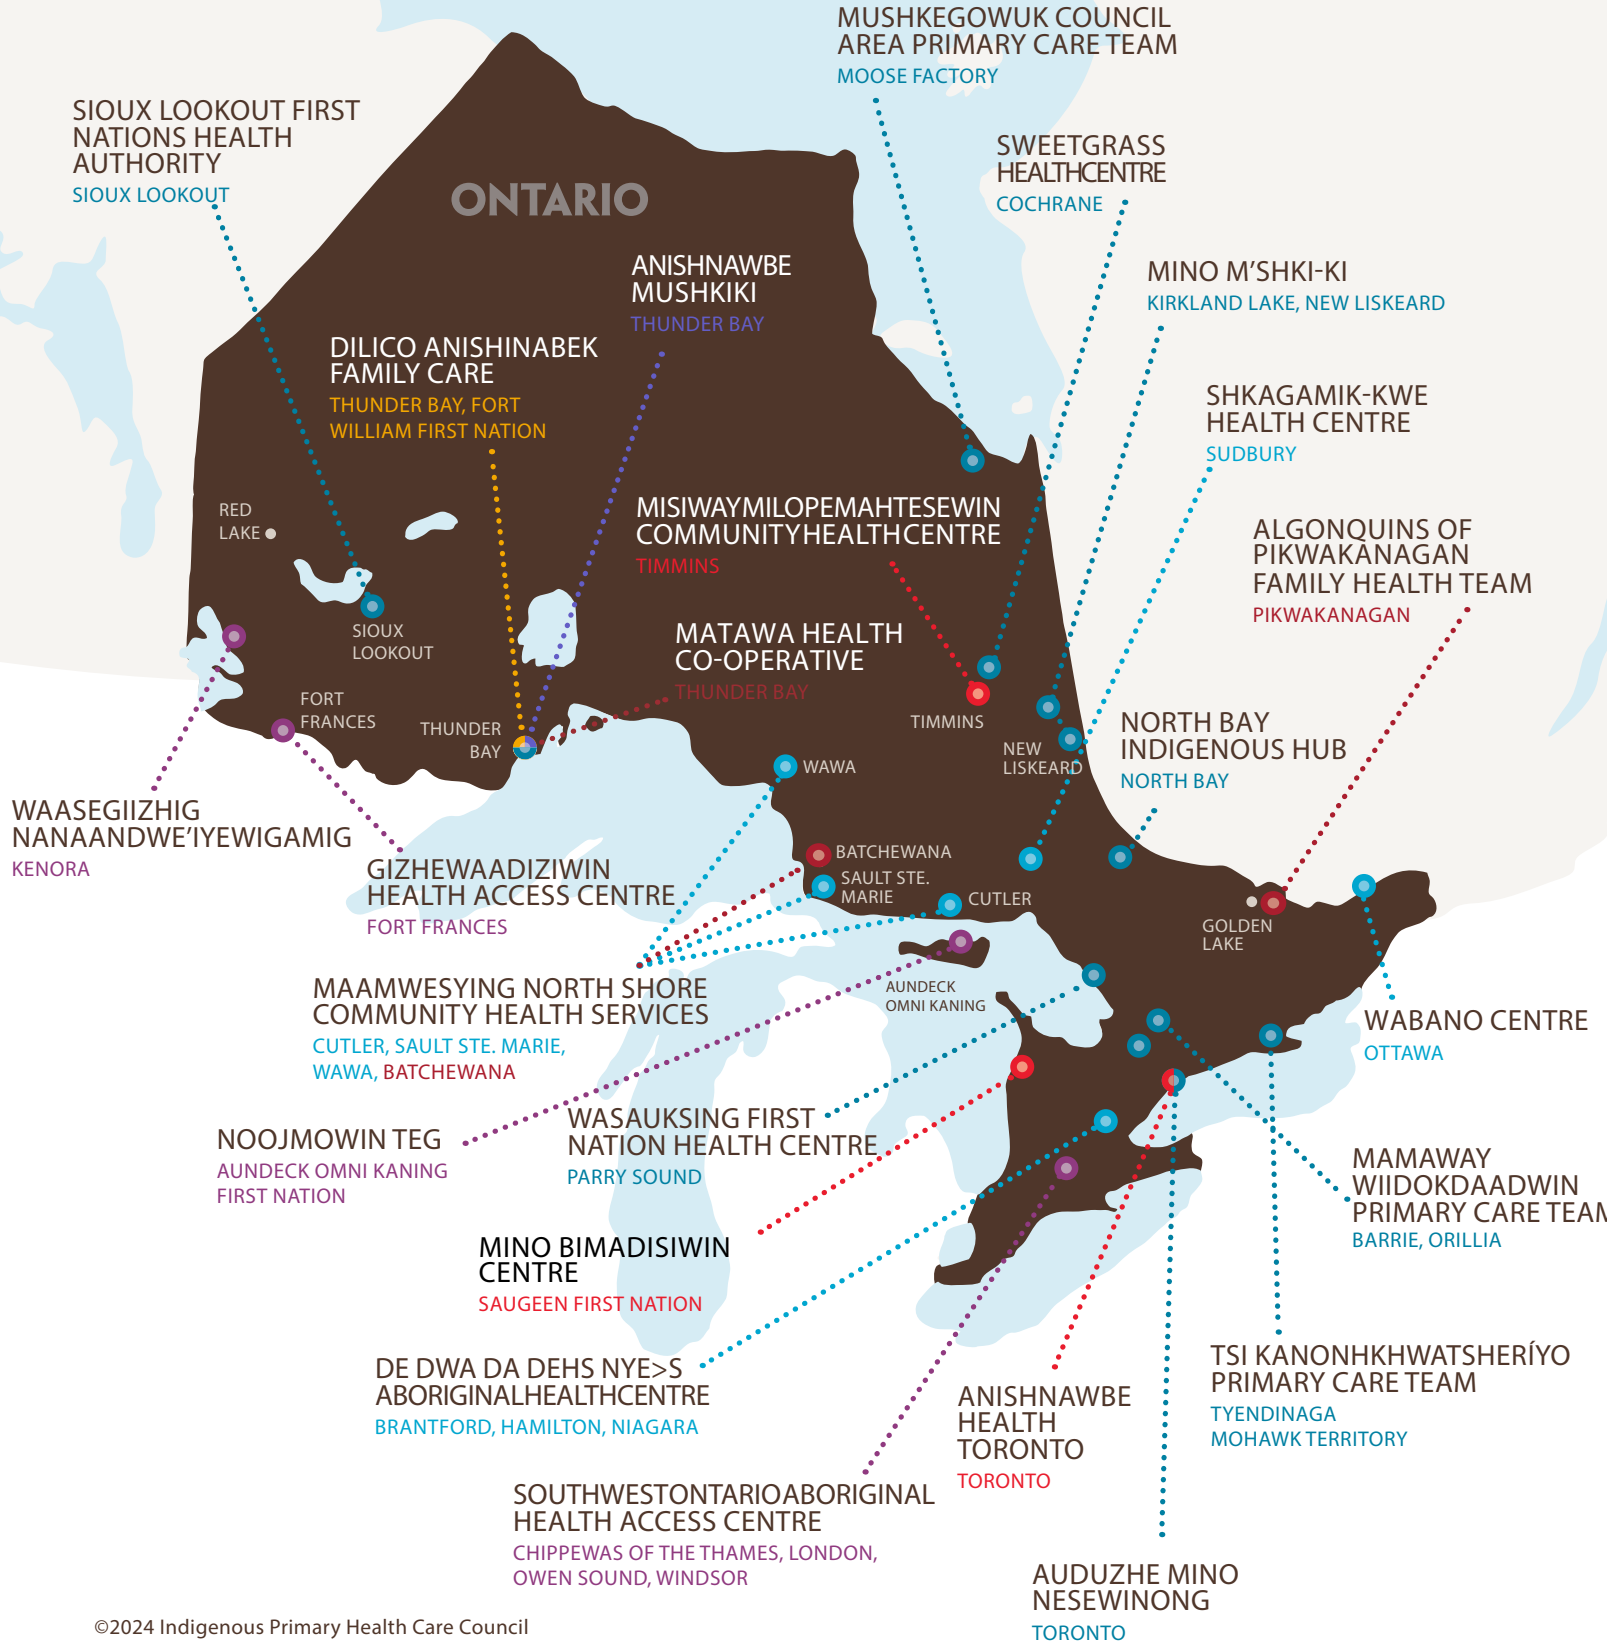 MUSHKEGOWUK COUNCIL
AREA PRIMARY CARE TEAM
MOOSE FACTORY
SIOUX LOOKOUT FIRST
NATIONS HEALTH
AUTHORITY
SIOUX LOOKOUT
SWEETGRASS
HEALTHCENTRE
COCHRANE
ONTARIO
ANISHNAWBE
MUSHKIKI
THUNDER BAY
MINO M’SHKI-KI
KIRKLAND LAKE, NEW LISKEARD
DILICO ANISHINABEK
FAMILY CARE
THUNDER BAY, FORT
WILLIAM FIRST NATION
SHKAGAMIK-KWE
HEALTH CENTRE
SUDBURY
RED
LAKE
MISIWAYMILOPEMAHTESEWIN
COMMUNITYHEALTHCENTRE
TIMMINS
ALGONQUINS OF
PIKWAKANAGAN
FAMILY HEALTH TEAM
PIKWAKANAGAN
SIOUX
LOOKOUT
MATAWA HEALTH
CO-OPERATIVE
THUNDER BAY
FORT
FRANCES
THUNDER
BAY
TIMMINS
NEW
LISKEARD
NORTH BAY
INDIGENOUS HUB
NORTH BAY
WAWA
WAASEGIIZHIG
NANAANDWE’IYEWIGAMIG
KENORA
GIZHEWAADIZIWIN
HEALTH ACCESS CENTRE
FORT FRANCES
BATCHEWANA
SAULT STE.
MARIE
CUTLER
GOLDEN
LAKE
MAAMWESYING NORTH SHORE
COMMUNITY HEALTH SERVICES
CUTLER, SAULT STE. MARIE,
WAWA, BATCHEWANA
AUNDECK
OMNI KANING
WABANO CENTRE
OTTAWA
NOOJMOWIN TEG
AUNDECK OMNI KANING
FIRST NATION
WASAUKSING FIRST
NATION HEALTH CENTRE
PARRY SOUND
MAMAWAY
WIIDOKDAADWIN
PRIMARY CARE TEAM
BARRIE, ORILLIA
MINO BIMADISIWIN
CENTRE
SAUGEEN FIRST NATION
DE DWA DA DEHS NYE>S
ABORIGINALHEALTHCENTRE
BRANTFORD, HAMILTON, NIAGARA
ANISHNAWBE
HEALTH
TORONTO
TORONTO
TSI KANONHKHWATSHERÍYO
PRIMARY CARE TEAM
TYENDINAGA
MOHAWK TERRITORY
SOUTHWESTONTARIOABORIGINAL
HEALTH ACCESS CENTRE
CHIPPEWAS OF THE THAMES, LONDON,
OWEN SOUND, WINDSOR
AUDUZHE MINO
NESEWINONG
TORONTO
©2024 Indigenous Primary Health Care Council